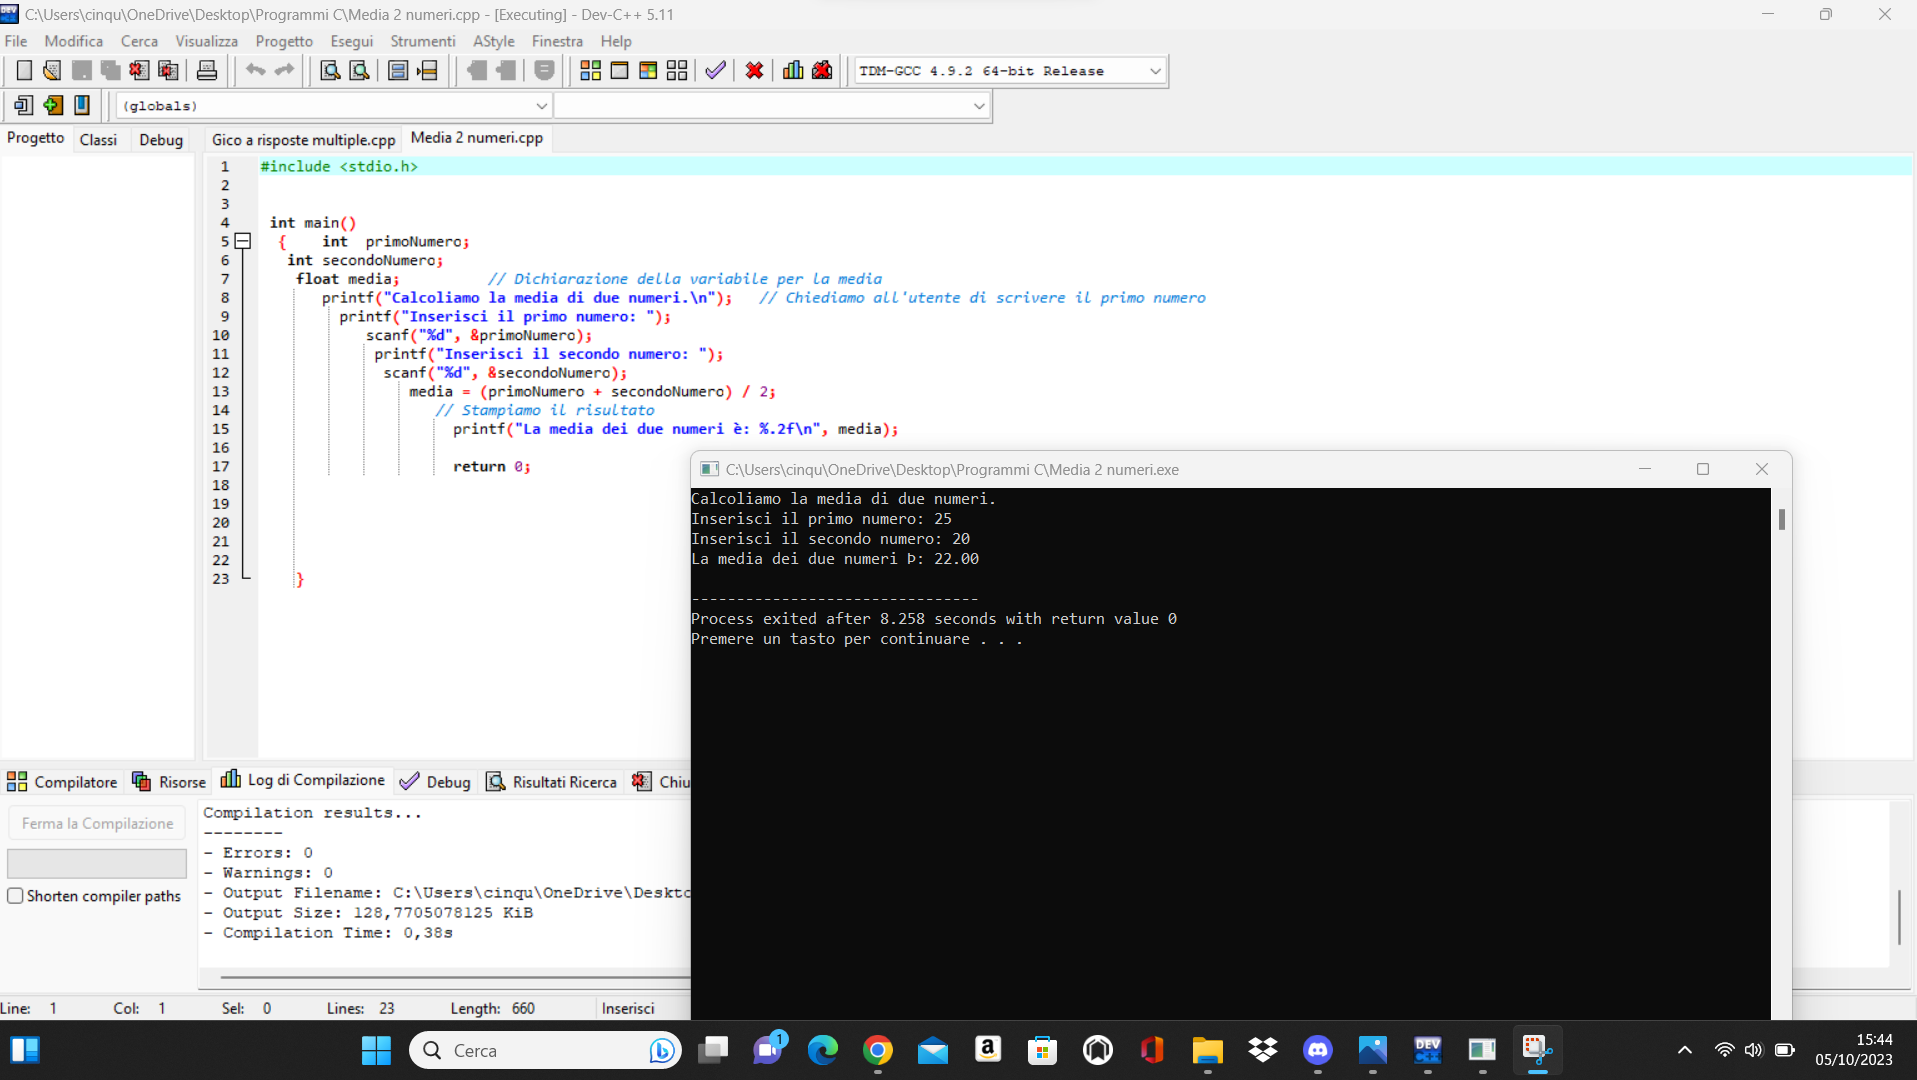 C:\Users\cinqu\OneDrive\Desktop\Programmi C\Media 2 numeri.cpp - [Executing] - Dev-C++ 5.11
File Modifica Cerca Visualizza Progetto Esegui Strumenti AStyle Finestra Help
TDM-GCC 4.9.2 64-bit Release
(globals)
Progetto Classi Debug Gico a risposte multiple.cpp Media 2 numeri.cpp
1 #include <stdio.h>
2
3
4 int main()
5 { int primoNumero;
6 int secondoNumero;
7 float media; // Dichiarazione della variabile per la media
8 printf("Calcoliamo la media di due numeri.\n"); // Chiediamo all'utente di scrivere il primo numero
9 printf("Inserisci il primo numero: ");
10 scanf("%d", &primoNumero);
11 printf("Inserisci il secondo numero: ");
12 scanf("%d", &secondoNumero);
13 media = (primoNumero + secondoNumero) / 2;
14 // Stampiamo il risultato
15 printf("La media dei due numeri è: %.2f\n", media);
16
17 return 0;
18
19
20
21
22
23 }
C:\Users\cinqu\OneDrive\Desktop\Programmi C\Media 2 numeri.exe
Calcoliamo la media di due numeri.
Inserisci il primo numero: 25
Inserisci il secondo numero: 20
La media dei due numeri Þ: 22.00
--------------------------------
Process exited after 8.258 seconds with return value 0
Premere un tasto per continuare . . .
Compilatore Risorse Log di Compilazione Debug Risultati Ricerca Chiu
Ferma la Compilazione
Shorten compiler paths
Compilation results...
--------
- Errors: 0
- Warnings: 0
- Output Filename: C:\Users\cinqu\OneDrive\Deskto
- Output Size: 128,7705078125 KiB
- Compilation Time: 0,38s
Line: 1 Col: 1 Sel: 0 Lines: 23 Length: 660 Inserisci
Cerca
1
DEV C++
15:44
05/10/2023